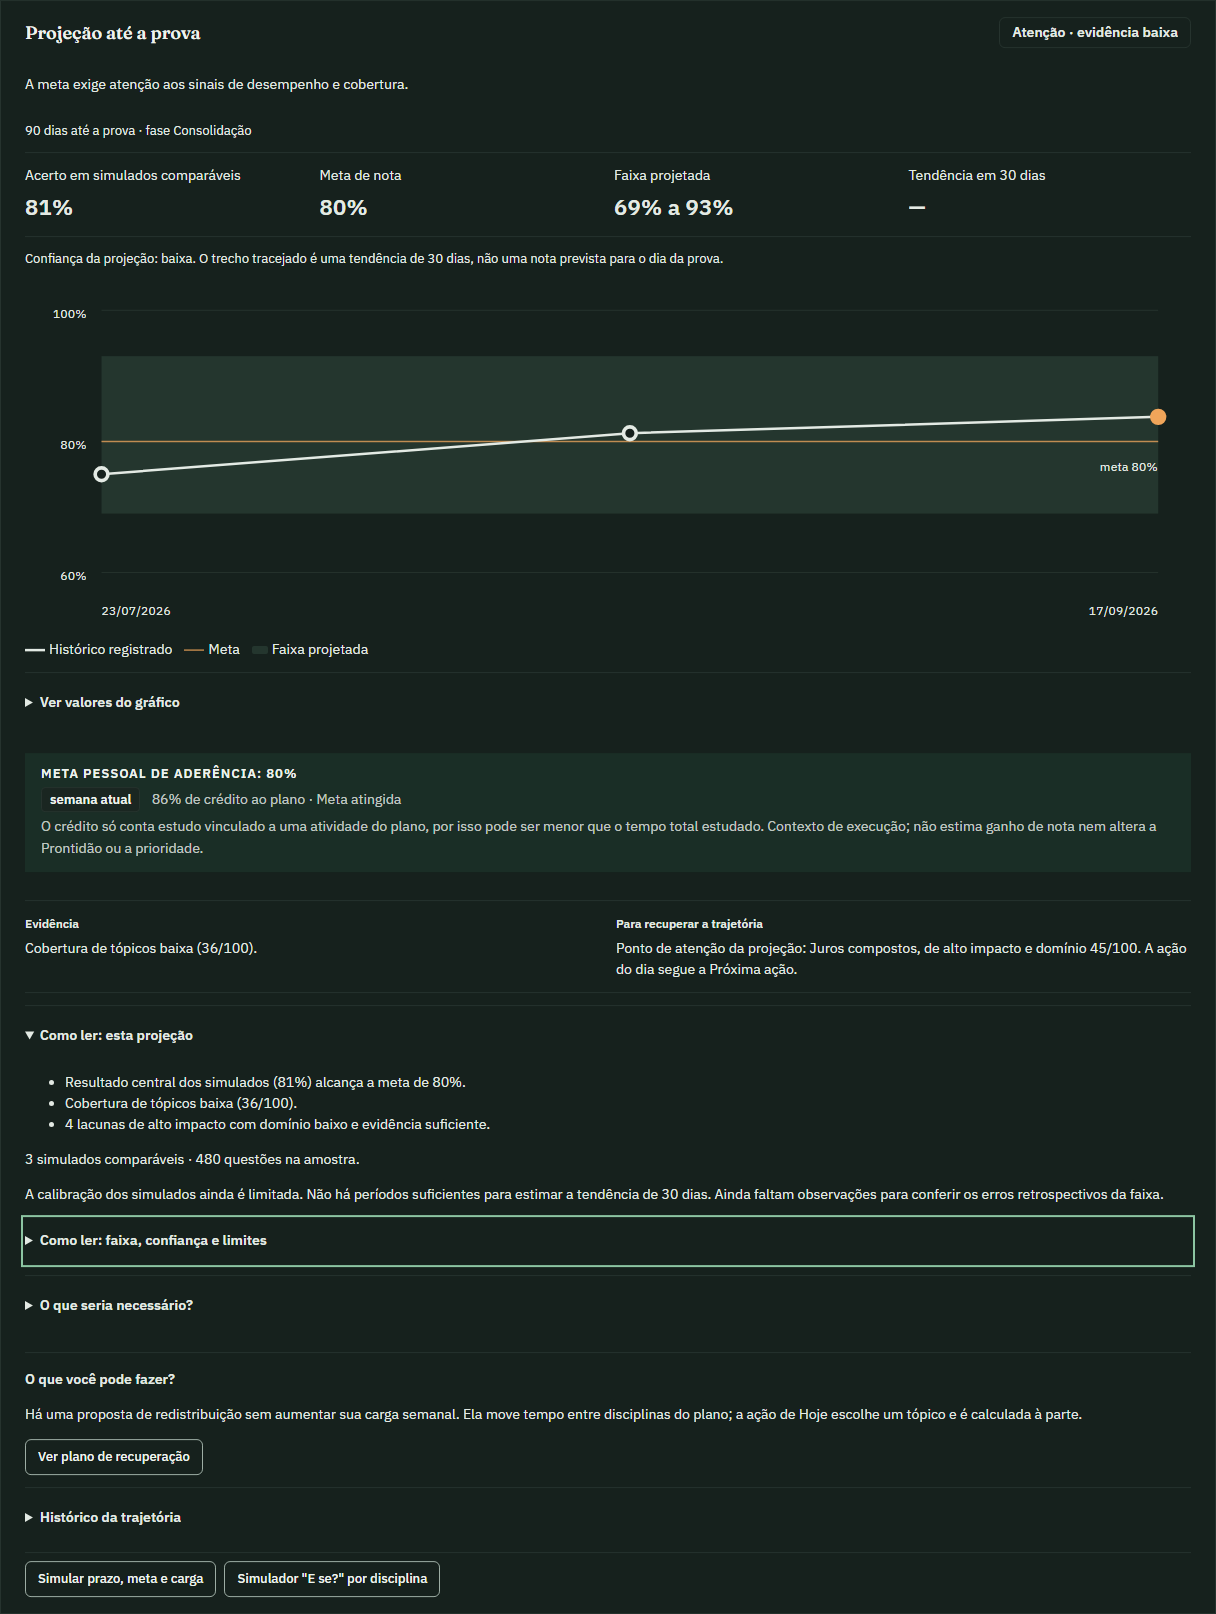 Projeção até a prova
Atenção · evidência baixa
A meta exige atenção aos sinais de desempenho e cobertura.
90 dias até a prova · fase Consolidação
Acerto em simulados comparáveis
81%
Meta de nota
80%
Faixa projetada
69% a 93%
Tendência em 30 dias
—
Confiança da projeção: baixa. O trecho tracejado é uma tendência de 30 dias, não uma nota prevista para o dia da prova.
100%
80%
meta 80%
60%
23/07/2026
17/09/2026
Histórico registrado
Meta
Faixa projetada
Ver valores do gráfico
META PESSOAL DE ADERÊNCIA: 80%
semana atual 86% de crédito ao plano · Meta atingida
O crédito só conta estudo vinculado a uma atividade do plano, por isso pode ser menor que o tempo total estudado. Contexto de execução; não estima ganho de nota nem altera a
Prontidão ou a prioridade.
Evidência
Cobertura de tópicos baixa (36/100).
Para recuperar a trajetória
Ponto de atenção da projeção: Juros compostos, de alto impacto e domínio 45/100. A ação
do dia segue a Próxima ação.
Como ler: esta projeção
Resultado central dos simulados (81%) alcança a meta de 80%.
Cobertura de tópicos baixa (36/100).
4 lacunas de alto impacto com domínio baixo e evidência suficiente.
3 simulados comparáveis · 480 questões na amostra.
A calibração dos simulados ainda é limitada. Não há períodos suficientes para estimar a tendência de 30 dias. Ainda faltam observações para conferir os erros retrospectivos da faixa.
Como ler: faixa, confiança e limites
O que seria necessário?
O que você pode fazer?
Há uma proposta de redistribuição sem aumentar sua carga semanal. Ela move tempo entre disciplinas do plano; a ação de Hoje escolhe um tópico e é calculada à parte.
Ver plano de recuperação
Histórico da trajetória
Simular prazo, meta e carga
Simulador "E se?" por disciplina